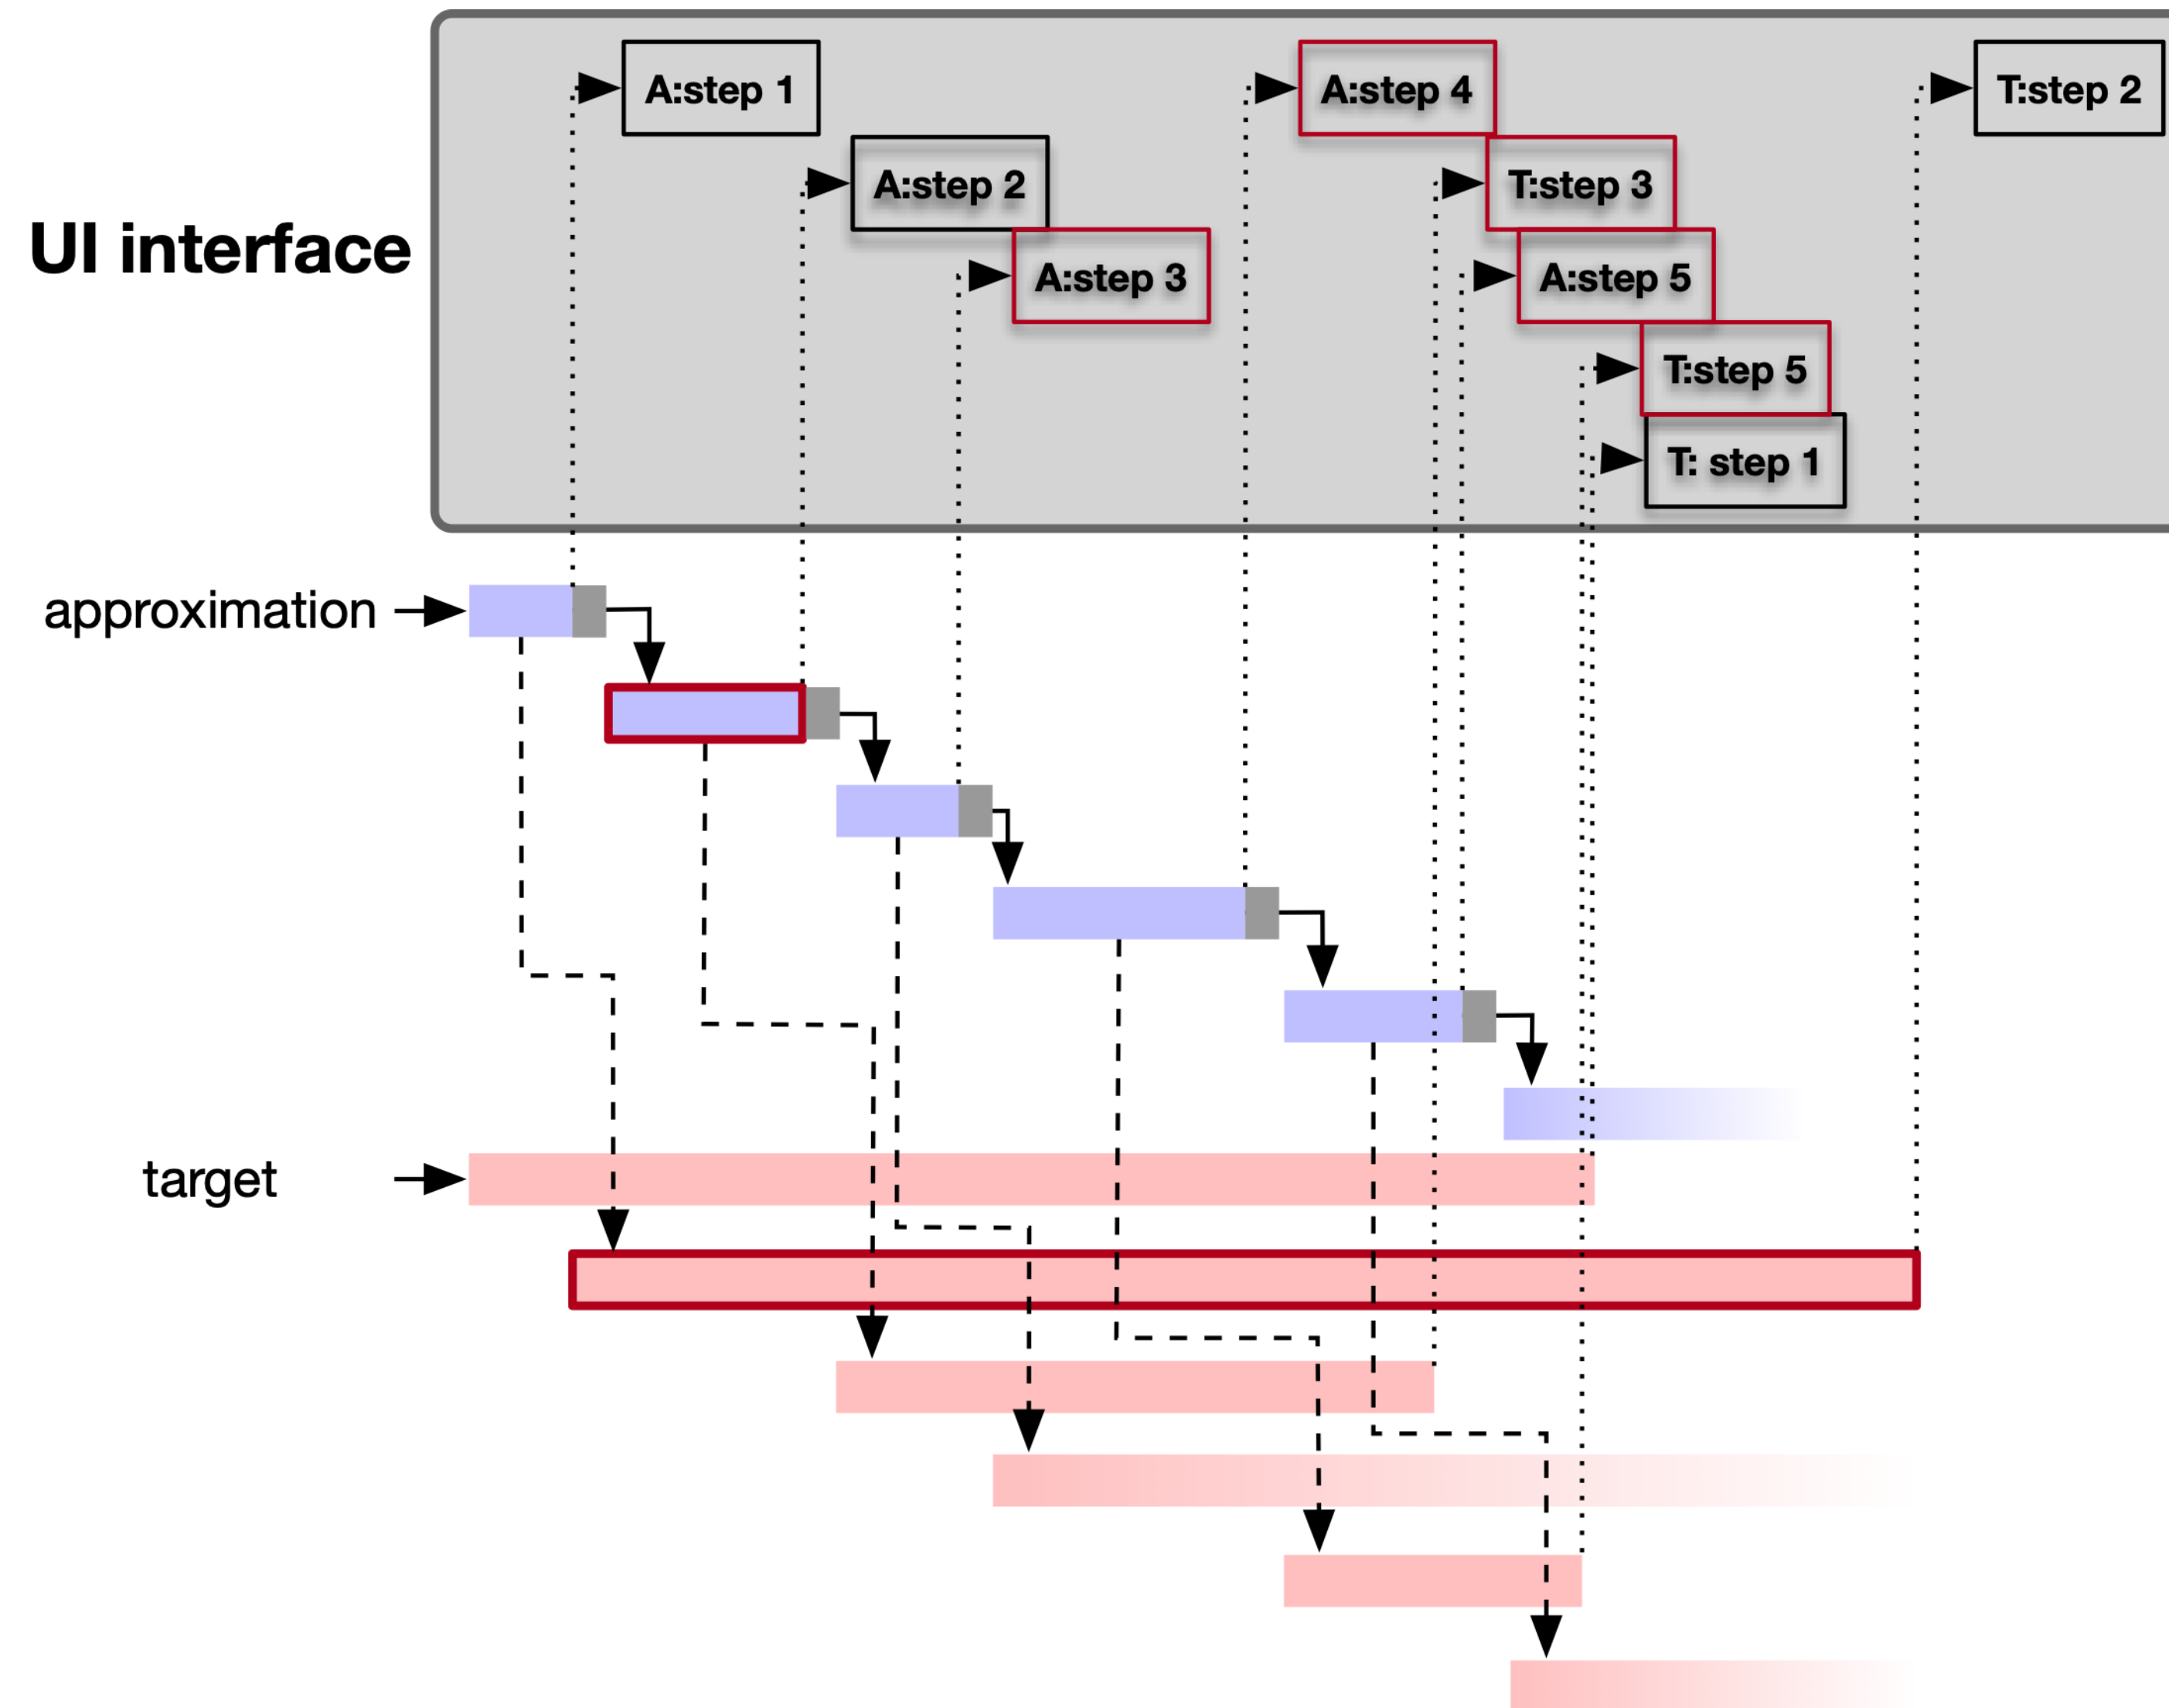 A:step 1
A:step 4
T:step 2
A:step 2
T:step 3
UI interface
A:step 3
A:step 5
T:step 5
T: step 1
approximation
target